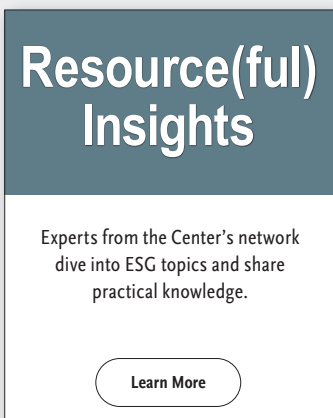 Resource(ful)
Insights
Experts from the Center's network
dive into ESG topics and share
practical knowledge.
Learn More